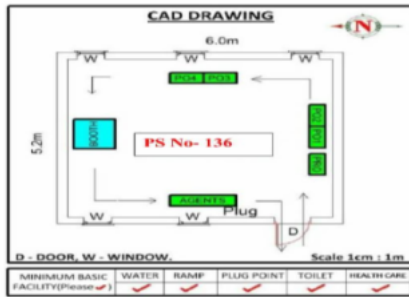 CAD DRAWING
N
6.0m
W W W
PO4 PO3
5.2m
BOOTH
PS No- 136
PO2
PO1
PRO
AGENTS
Plug
W W
D
D - DOOR, W - WINDOW.
Scale 1cm : 1m
MINIMUM BASIC FACILITY(Please✓)
WATER
RAMP
PLUG POINT
TOILET
HEALTH CARE